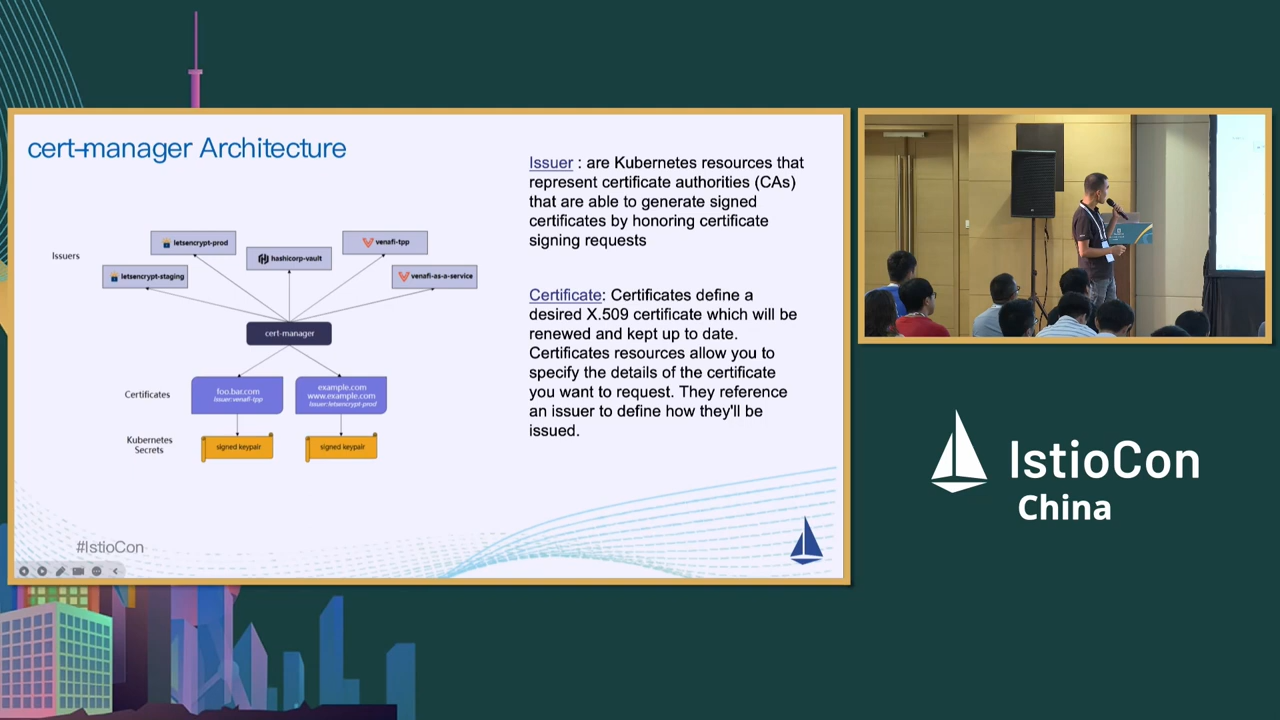 cert-manager Architecture
Issuers
letsencrypt-prod
venafi-tpp
hashicorp-vault
letsencrypt-staging
venafi-as-a-service
cert-manager
Certificates
foo.bar.com
Issuer:venafi-tpp
example.com
www.example.com
Issuer:letsencrypt-prod
Kubernetes
Secrets
signed keypair
signed keypair
Issuer : are Kubernetes resources that
represent certificate authorities (CAs)
that are able to generate signed
certificates by honoring certificate
signing requests
Certificate: Certificates define a
desired X.509 certificate which will be
renewed and kept up to date.
Certificates resources allow you to
specify the details of the certificate
you want to request. They reference
an issuer to define how they'll be
issued.
#IstioCon
IstioCon
China